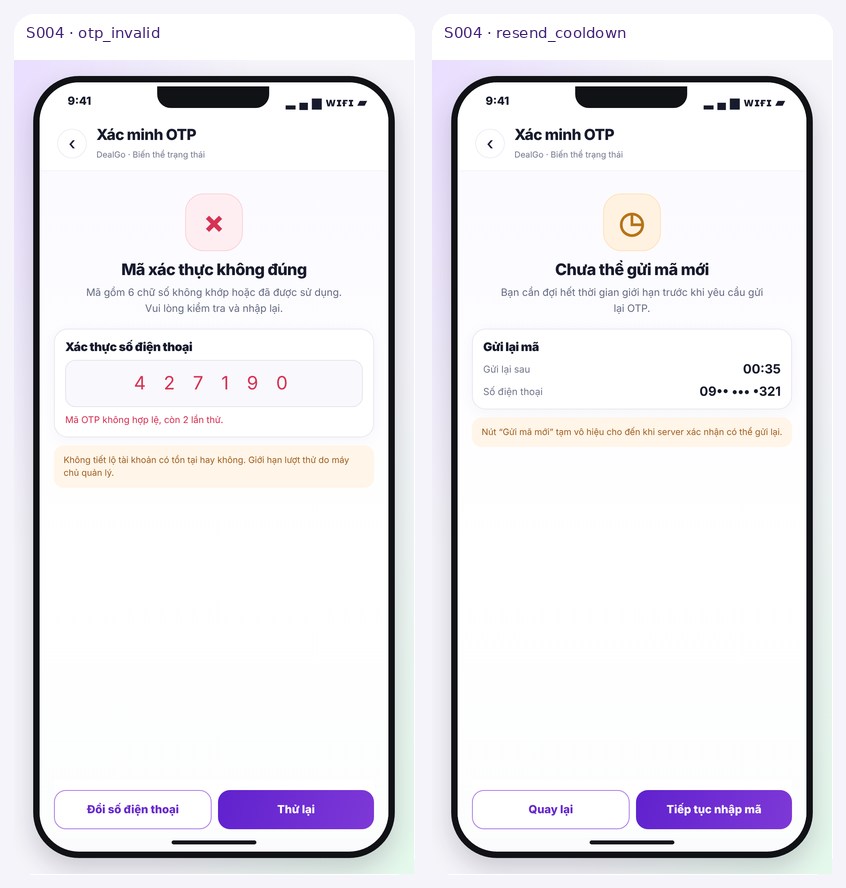 S004 · otp_invalid
9:41
WIFI
Xác minh OTP
DealGo · Biến thể trạng thái
Mã xác thực không đúng
Mã gồm 6 chữ số không khớp hoặc đã được sử dụng.
Vui lòng kiểm tra và nhập lại.
Xác thực số điện thoại
4 2 7 1 9 0
Mã OTP không hợp lệ, còn 2 lần thử.
Không tiết lộ tài khoản có tồn tại hay không. Giới hạn lượt thử do máy
chủ quản lý.
Đổi số điện thoại
Thử lại
S004 · resend_cooldown
9:41
WIFI
Xác minh OTP
DealGo · Biến thể trạng thái
Chưa thể gửi mã mới
Bạn cần đợi hết thời gian giới hạn trước khi yêu cầu gửi
lại OTP.
Gửi lại mã
Gửi lại sau 00:35
Số điện thoại 09•• ••• •321
Nút “Gửi mã mới” tạm vô hiệu cho đến khi server xác nhận có thể gửi lại.
Quay lại
Tiếp tục nhập mã